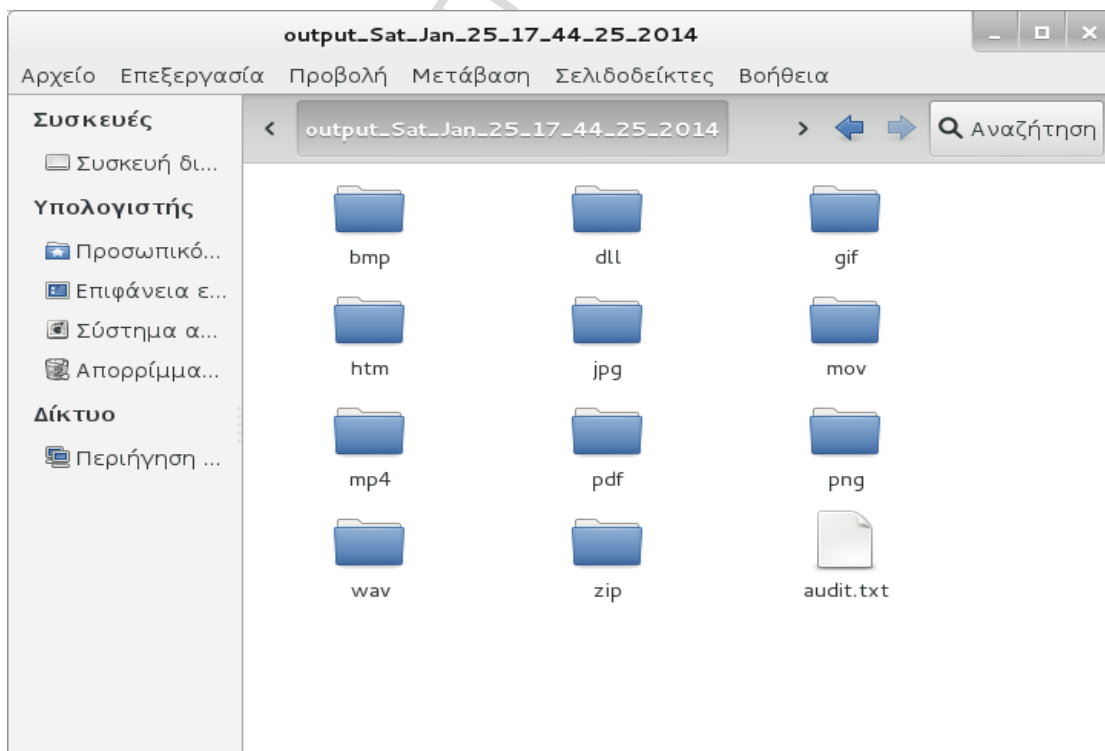 output_Sat_Jan_25_17_44_25_2014
Αρχείο Επεξεργασία Προβολή Μετάβαση Σελιδοδείκτες Βοήθεια
Συσκευές
Συσκευή δι...
Υπολογιστής
Προσωπικό...
Επιφάνεια ε...
Σύστημα α...
Απορρίμμα...
Δίκτυο
Περιήγηση ...
output_Sat_Jan_25_17_44_25_2014
Αναζήτηση
bmp dll gif
htm jpg mov
mp4 pdf png
wav zip audit.txt